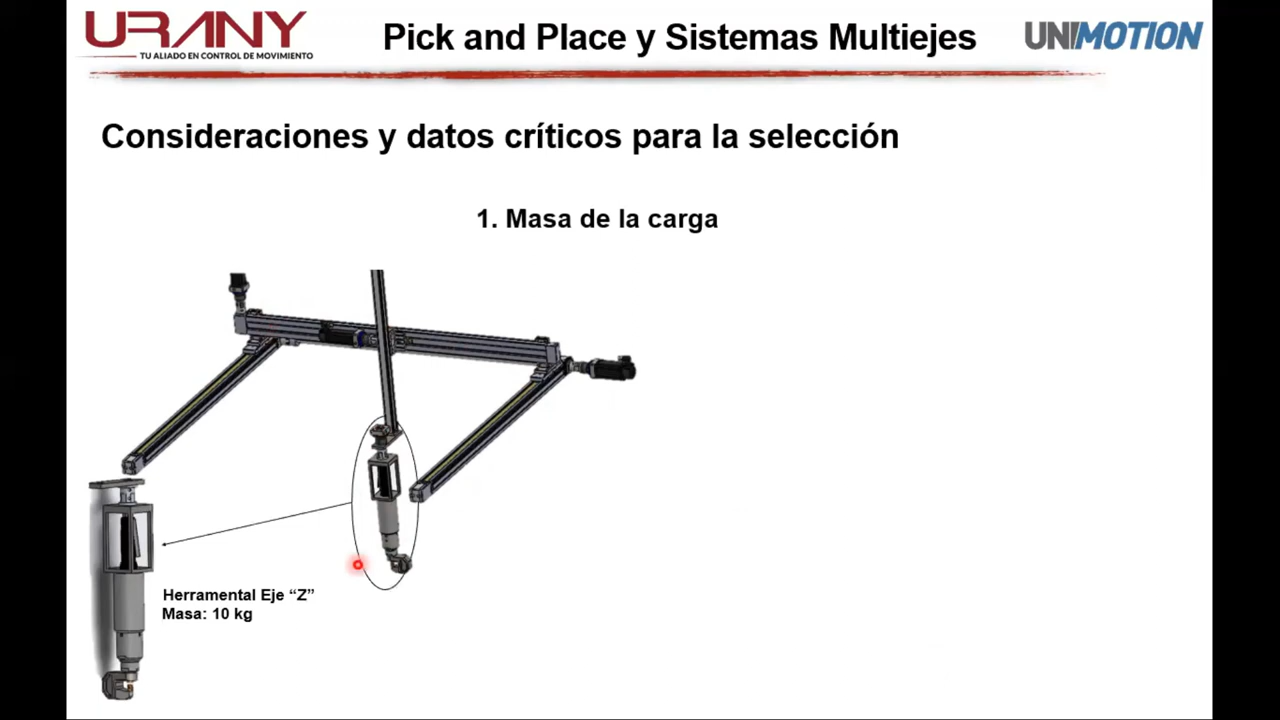 URANY
TU ALIADO EN CONTROL DE MOVIMIENTO
Pick and Place y Sistemas Multiejes
UNIMOTION
Consideraciones y datos críticos para la selección
1. Masa de la carga
Herramental Eje “Z”
Masa: 10 kg